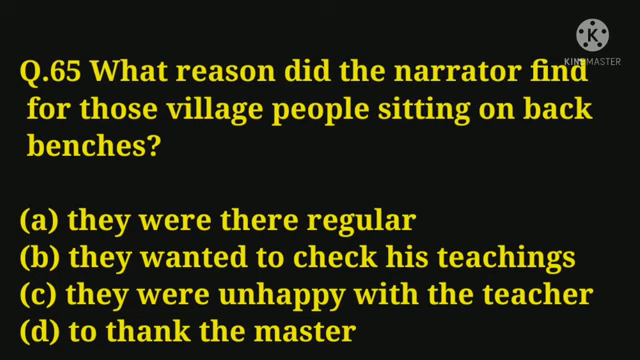 K
KINEMASTER
Q.65 What reason did the narrator find
for those village people sitting on back
benches?
(a) they were there regular
(b) they wanted to check his teachings
(c) they were unhappy with the teacher
(d) to thank the master